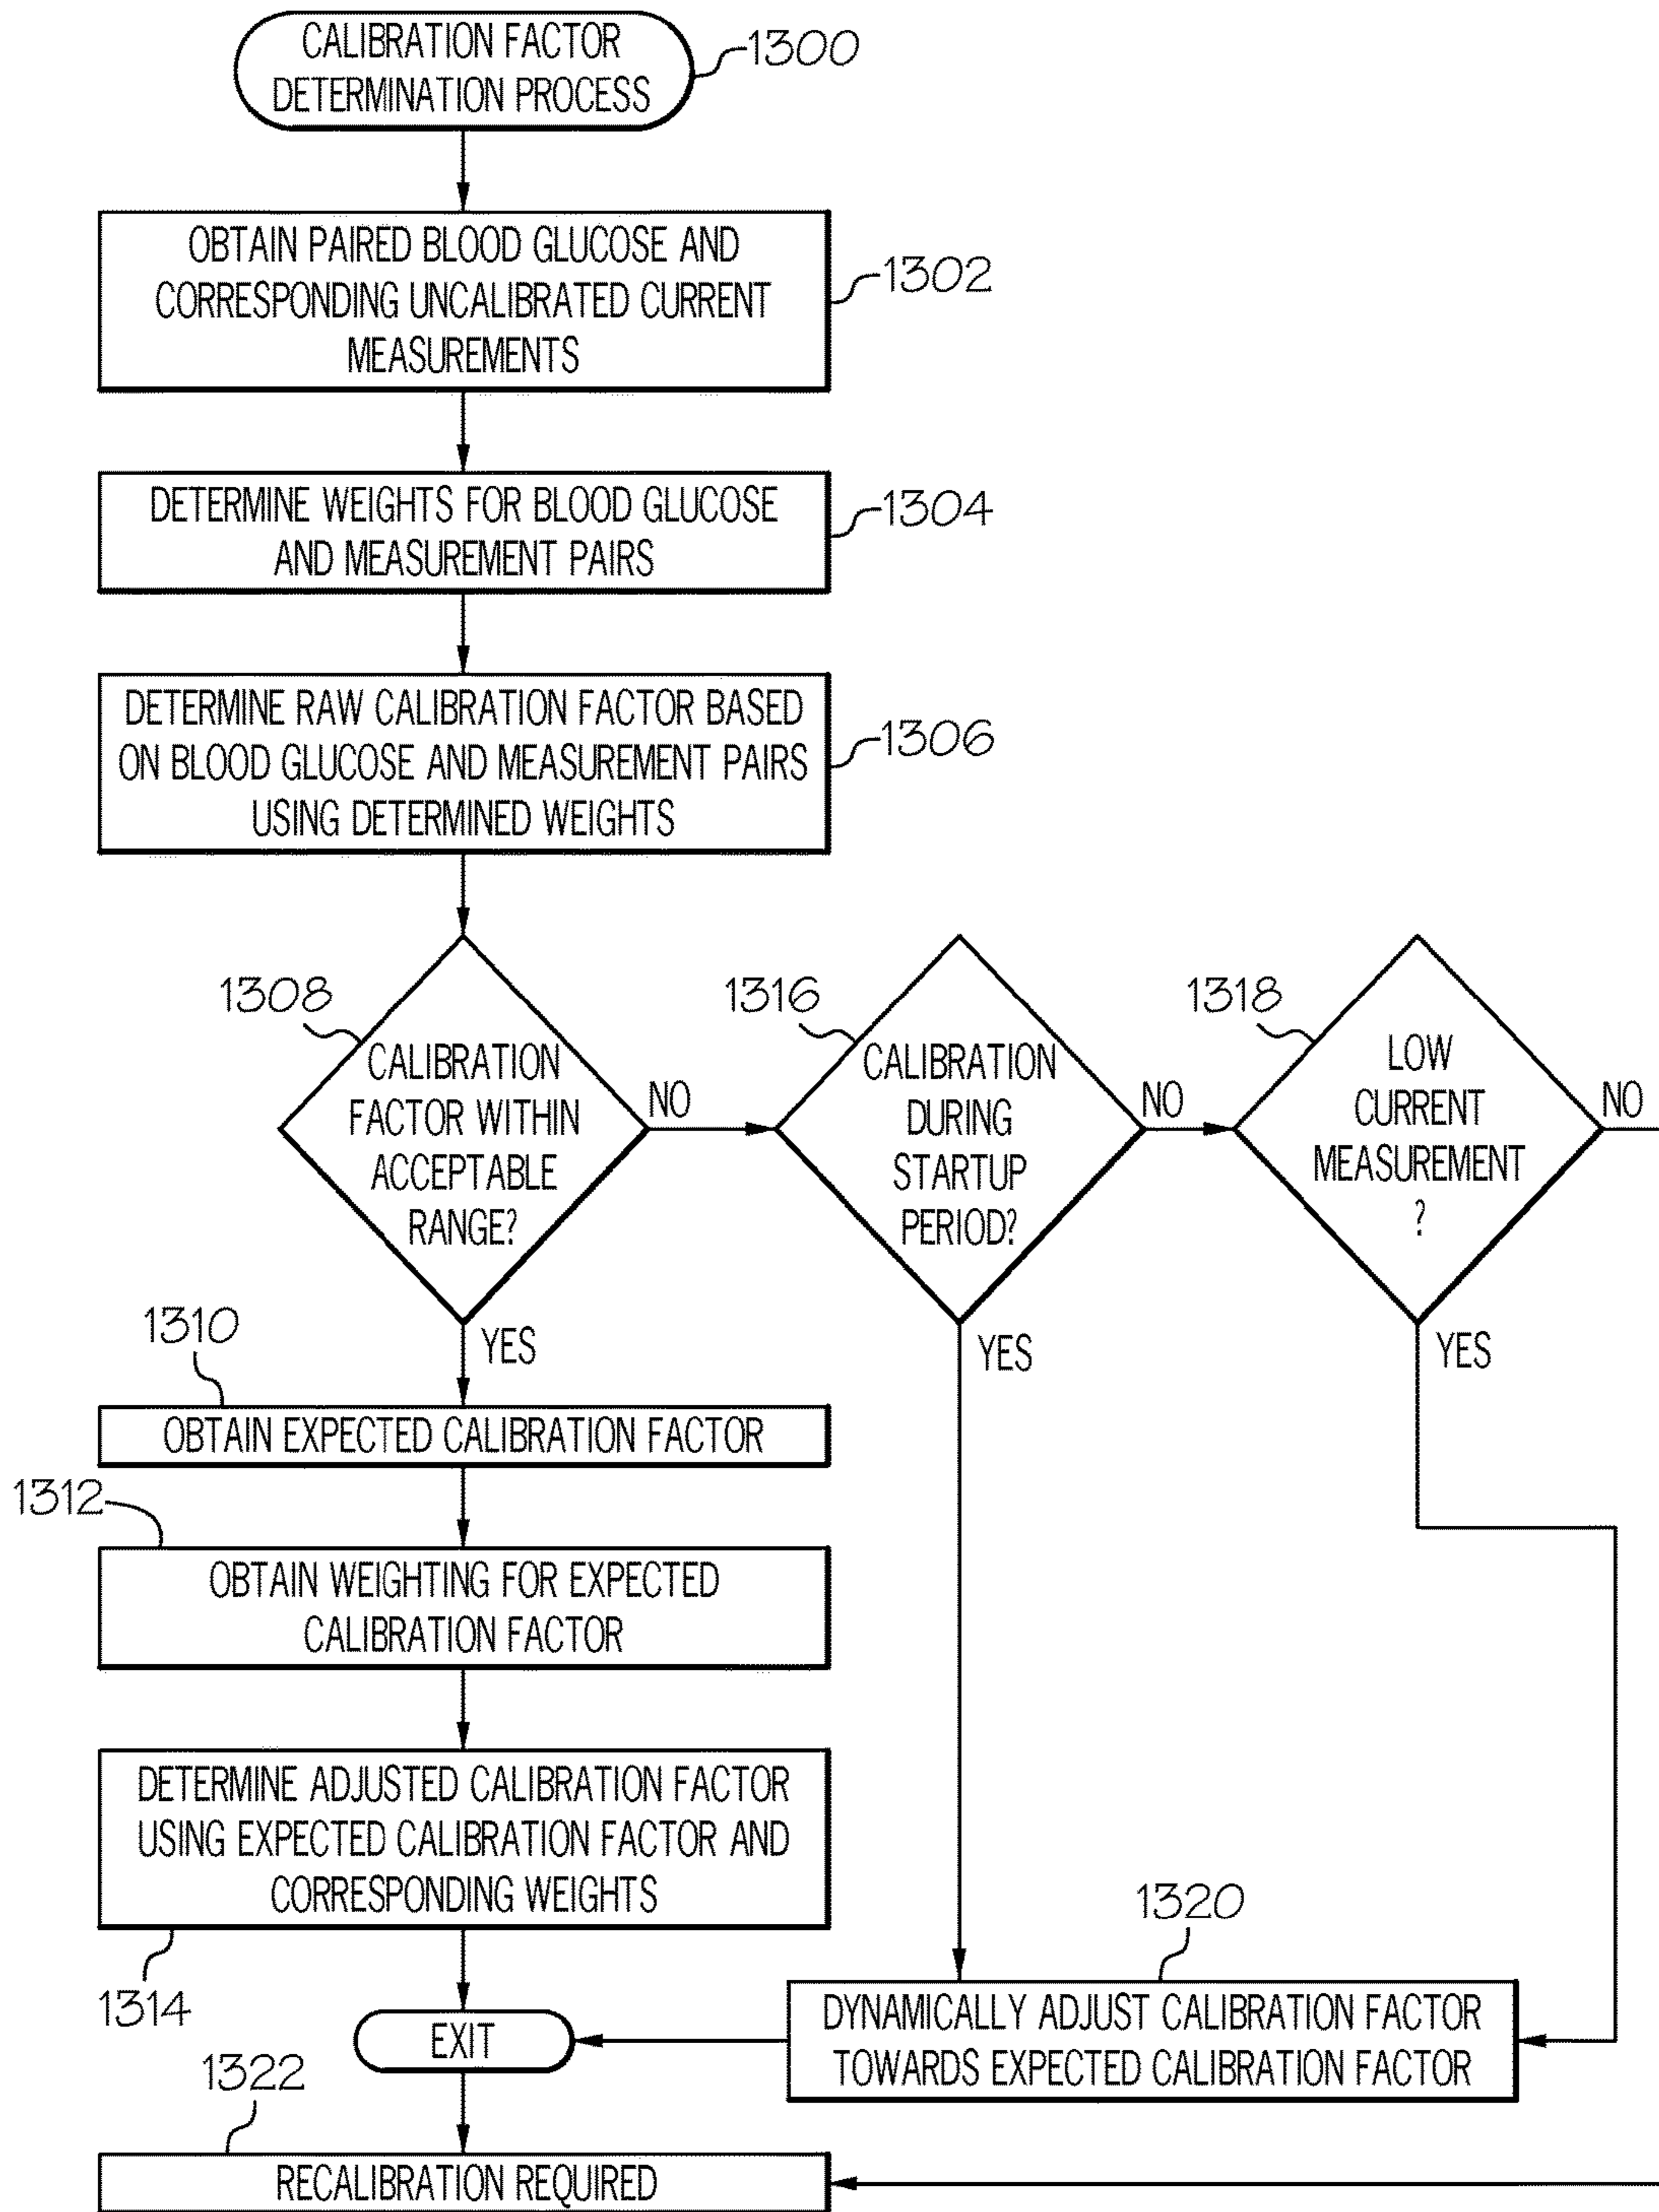 CALIBRATION FACTOR
DETERMINATION PROCESS
1300
OBTAIN PAIRED BLOOD GLUCOSE AND
CORRESPONDING UNCALIBRATED CURRENT
MEASUREMENTS
1302
DETERMINE WEIGHTS FOR BLOOD GLUCOSE
AND MEASUREMENT PAIRS
1304
DETERMINE RAW CALIBRATION FACTOR BASED
ON BLOOD GLUCOSE AND MEASUREMENT PAIRS
USING DETERMINED WEIGHTS
1306
1308
CALIBRATION
FACTOR WITHIN
ACCEPTABLE
RANGE?
NO
YES
1316
CALIBRATION
DURING
STARTUP
PERIOD?
NO
YES
1318
LOW
CURRENT
MEASUREMENT
?
NO
YES
1310
OBTAIN EXPECTED CALIBRATION FACTOR
1312
OBTAIN WEIGHTING FOR EXPECTED
CALIBRATION FACTOR
DETERMINE ADJUSTED CALIBRATION FACTOR
USING EXPECTED CALIBRATION FACTOR AND
CORRESPONDING WEIGHTS
1314
1320
DYNAMICALLY ADJUST CALIBRATION FACTOR
TOWARDS EXPECTED CALIBRATION FACTOR
EXIT
1322
RECALIBRATION REQUIRED